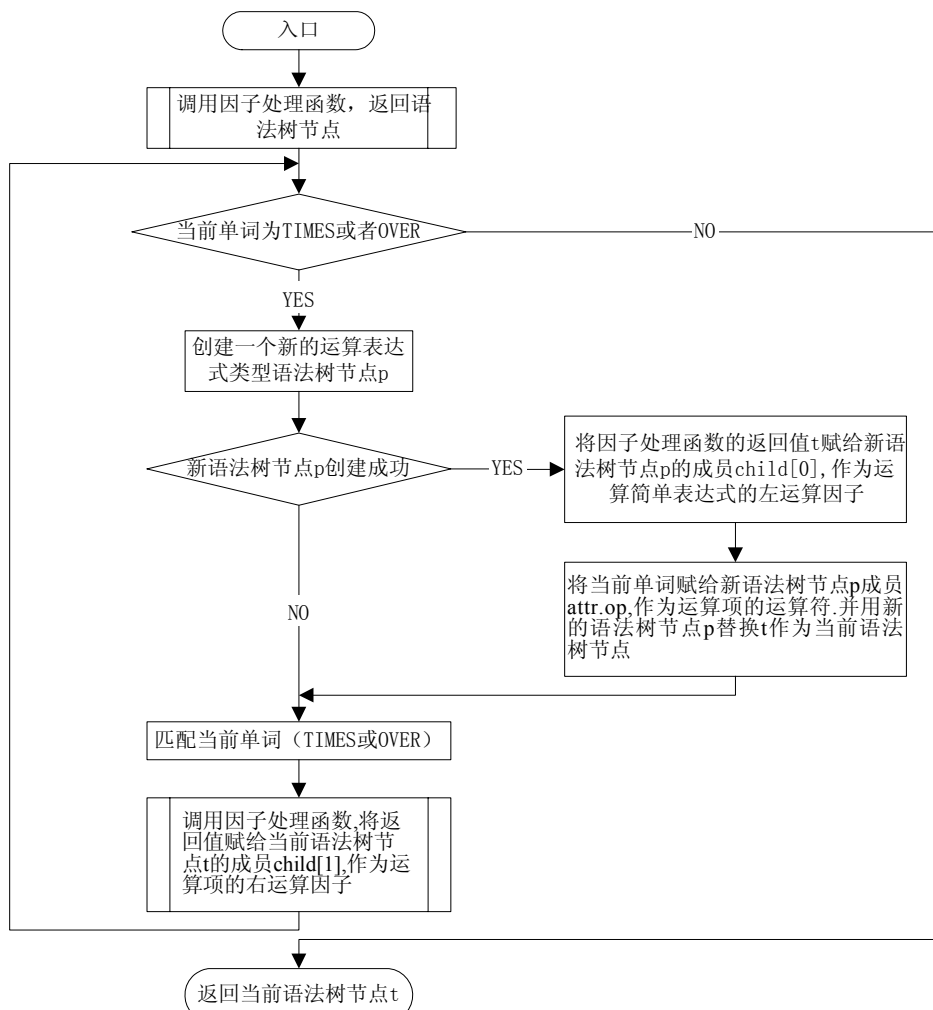 入口
调用因子处理函数，返回语
法树节点
当前单词为TIMES或者OVER
NO
YES
创建一个新的运算表达
式类型语法树节点p
新语法树节点p创建成功
YES
将因子处理函数的返回值t赋给新语
法树节点p的成员child[0],作为运
算简单表达式的左运算因子
将当前单词赋给新语法树节点p成员
attr.op,作为运算项的运算符.并用新
的语法树节点p替换t作为当前语法
树节点
NO
匹配当前单词（TIMES或OVER）
调用因子处理函数,将返
回值赋给当前语法树节
点t的成员child[1],作为运
算项的右运算因子
返回当前语法树节点t